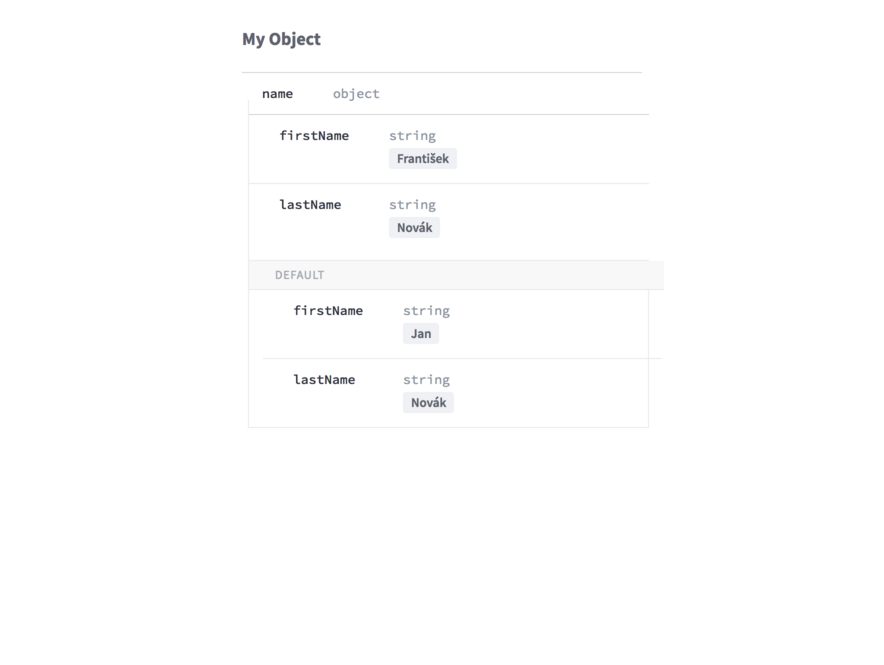 My Object
name object
firstName string
František
lastName string
Novák
DEFAULT
firstName string
Jan
lastName string
Novák